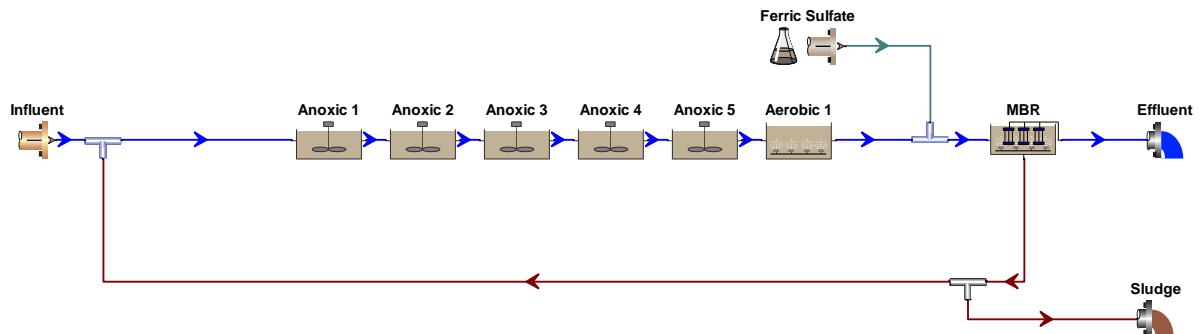 Ferric Sulfate
Influent
Anoxic 1
Anoxic 2
Anoxic 3
Anoxic 4
Anoxic 5
Aerobic 1
MBR
Effluent
Sludge